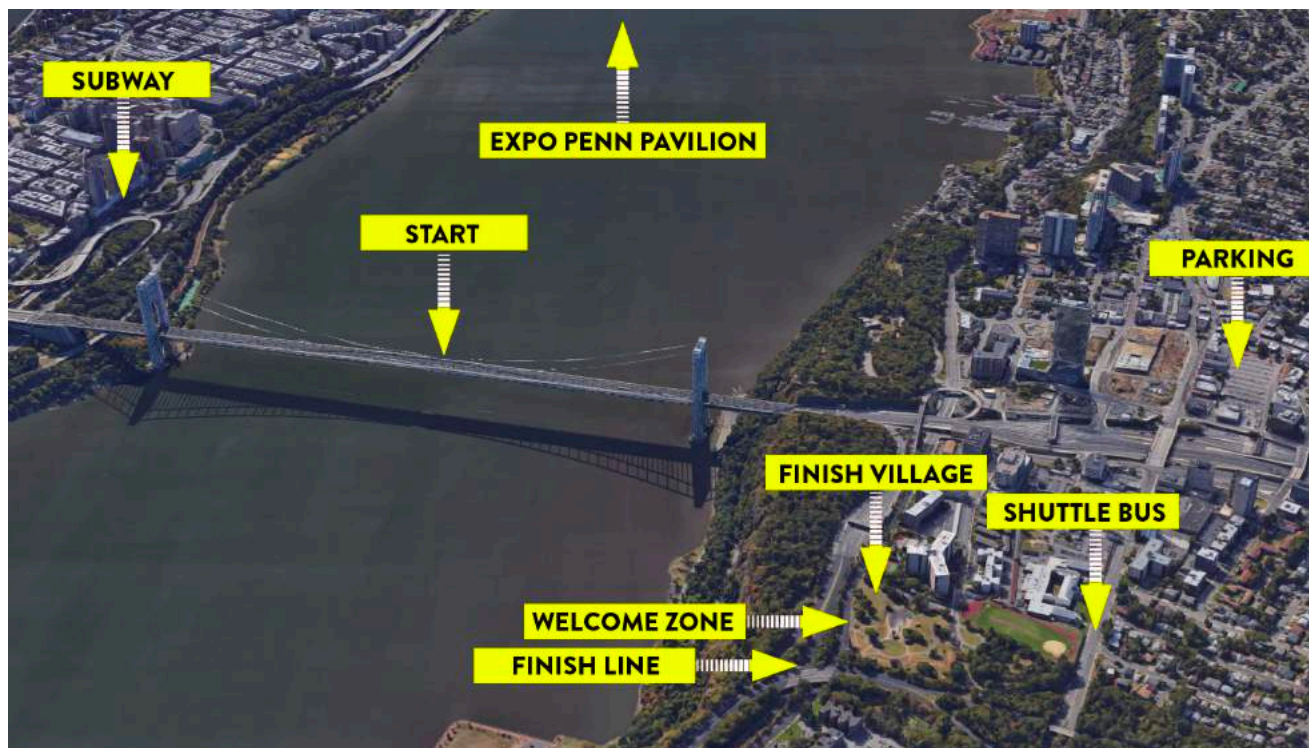 SUBWAY
EXPO PENN PAVILION
START
PARKING
FINISH VILLAGE
SHUTTLE BUS
WELCOME ZONE
FINISH LINE